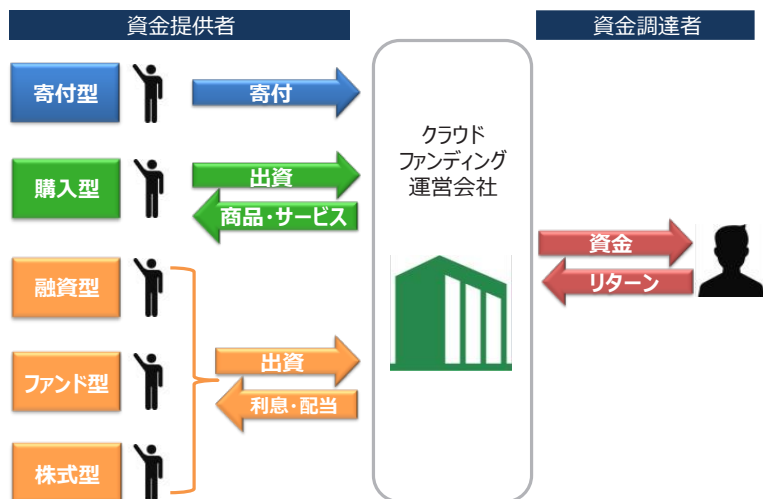 資金提供者
資金調達者
寄付型
寄付
クラウド
ファンディング
運営会社
購入型
出資
商品・サービス
資金
リターン
融資型
ファンド型
出資
利息・配当
株式型